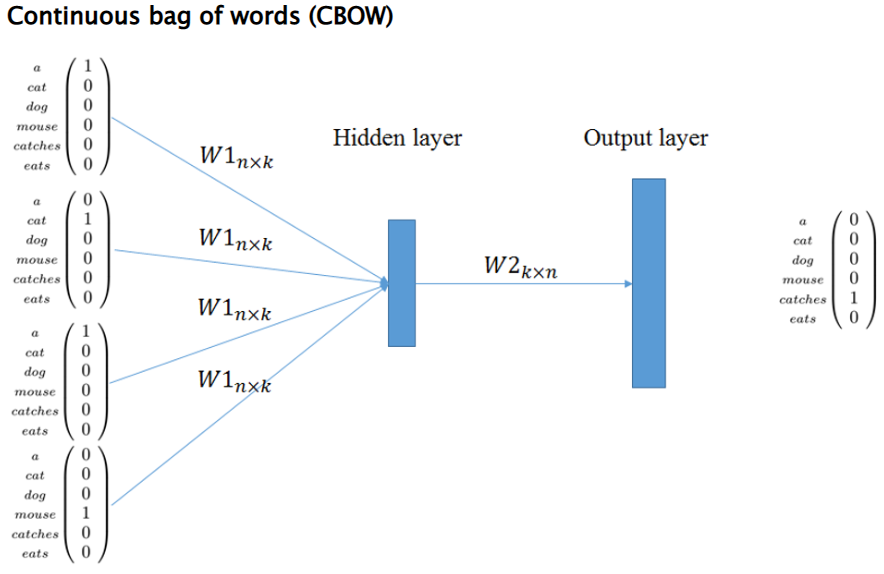 Continuous bag of words (CBOW)
a 1
cat 0
dog 0
mouse 0
catches 0
eats 0
a 0
cat 1
dog 0
mouse 0
catches 0
eats 0
a 1
cat 0
dog 0
mouse 0
catches 0
eats 0
a 0
cat 0
dog 0
mouse 1
catches 0
eats 0
W1n×k
W1n×k
W1n×k
W1n×k
Hidden layer
W2k×n
Output layer
a 0
cat 0
dog 0
mouse 0
catches 1
eats 0